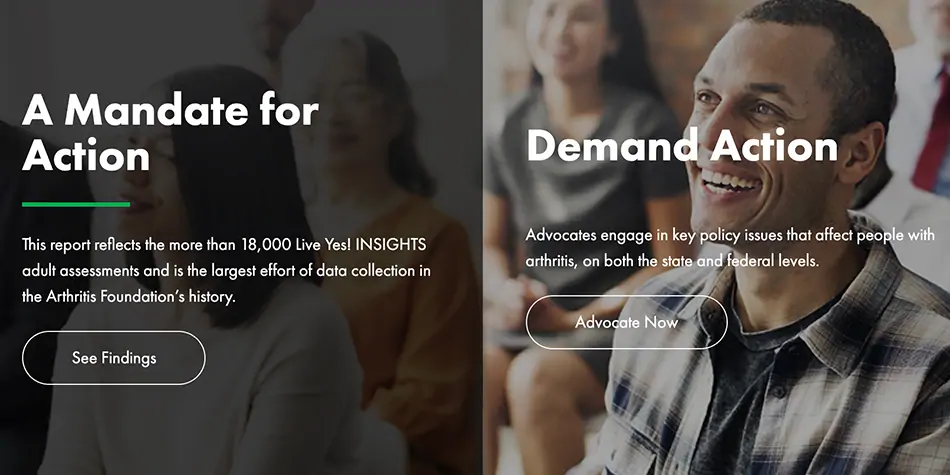 A Mandate for
Action
This report reflects the more than 18,000 Live Yes! INSIGHTS
adult assessments and is the largest effort of data collection in
the Arthritis Foundation’s history.
See Findings
Demand Action
Advocates engage in key policy issues that affect people with
arthritis, on both the state and federal levels.
Advocate Now